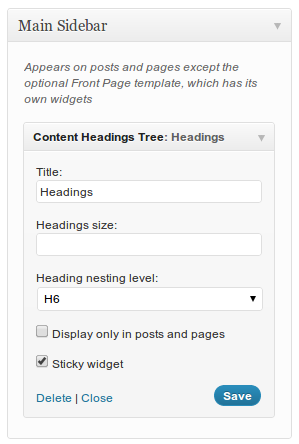 Main Sidebar
Appears on posts and pages except the
optional Front Page template, which has its
own widgets
Content Headings Tree: Headings
Title:
Headings
Headings size:
Heading nesting level:
H6
Display only in posts and pages
Sticky widget
Delete | Close
Save